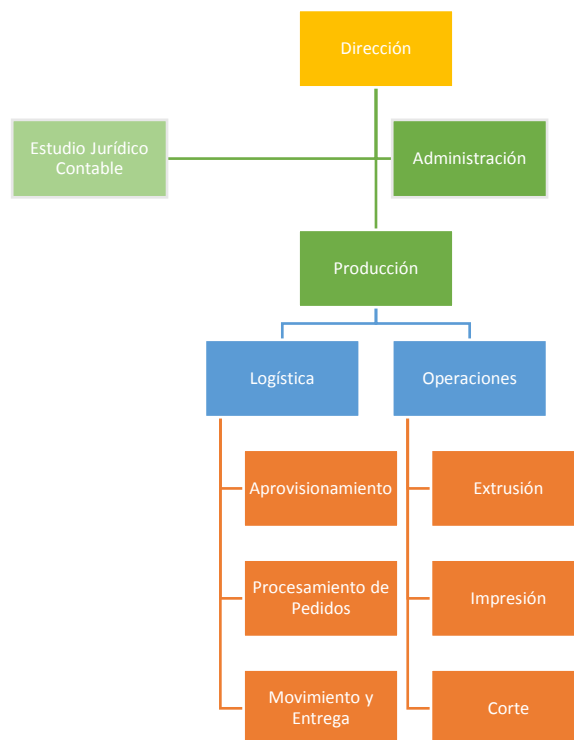 Dirección
Estudio Jurídico
Contable
Administración
Producción
Logística
Operaciones
Aprovisionamiento
Extrusión
Procesamiento de
Pedidos
Impresión
Movimiento y
Entrega
Corte